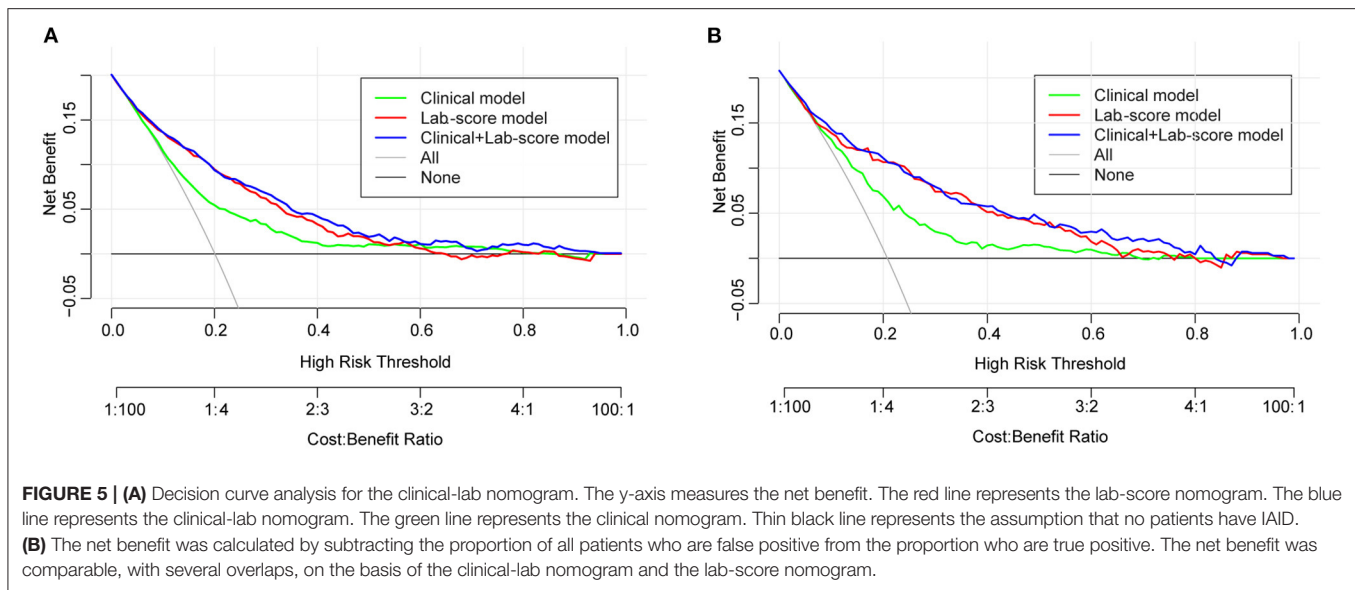 A
Net Benefit
0.15
0.05
−0.05
Clinical model
Lab-score model
Clinical+Lab-score model
All
None
0.0 0.2 0.4 0.6 0.8 1.0
High Risk Threshold
1:100 1:4 2:3 3:2 4:1 100:1
Cost:Benefit Ratio
B
Net Benefit
0.15
0.05
−0.05
Clinical model
Lab-score model
Clinical+Lab-score model
All
None
0.0 0.2 0.4 0.6 0.8 1.0
High Risk Threshold
1:100 1:4 2:3 3:2 4:1 100:1
Cost:Benefit Ratio
FIGURE 5 | (A) Decision curve analysis for the clinical-lab nomogram. The y-axis measures the net benefit. The red line represents the lab-score nomogram. The blue
line represents the clinical-lab nomogram. The green line represents the clinical nomogram. Thin black line represents the assumption that no patients have IAID.
(B) The net benefit was calculated by subtracting the proportion of all patients who are false positive from the proportion who are true positive. The net benefit was
comparable, with several overlaps, on the basis of the clinical-lab nomogram and the lab-score nomogram.